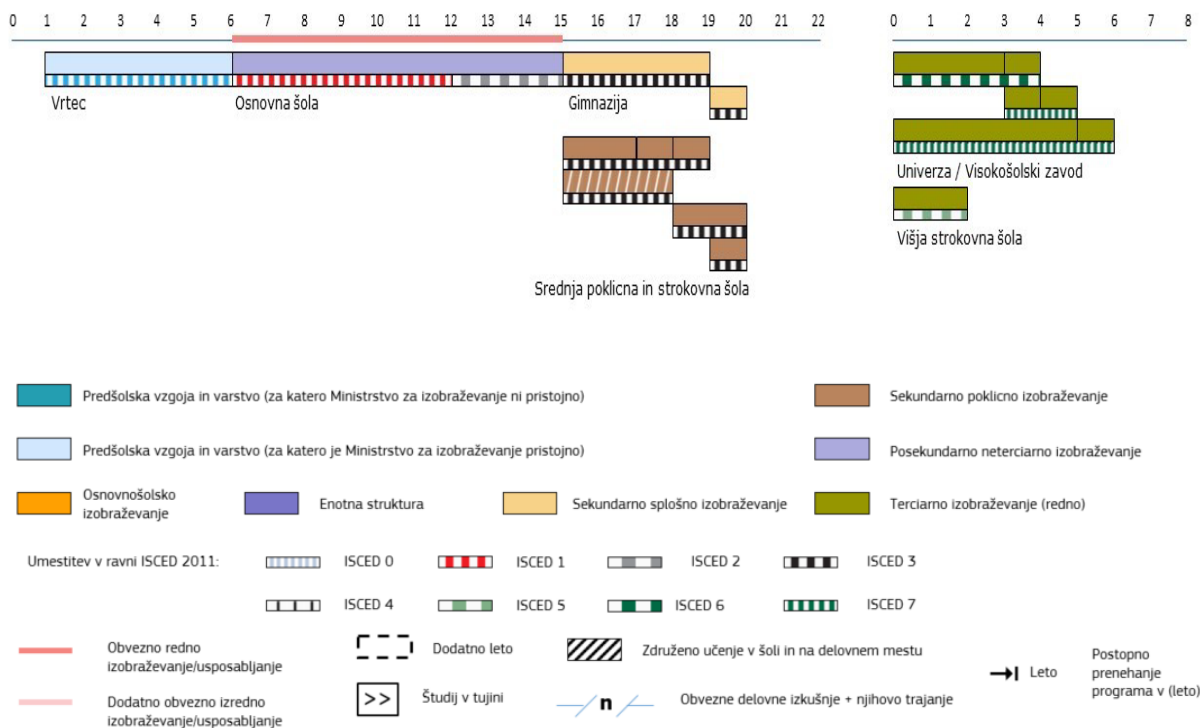 0 1 2 3 4 5 6 7 8 9 10 11 12 13 14 15 16 17 18 19 20 21 22
0 1 2 3 4 5 6 7 8
Vrtec
Osnovna šola
Gimnazija
Srednja poklicna in strokovna šola
Univerza / Visokošolski zavod
Višja strokovna šola
Predšolska vzgoja in varstvo (za katero Ministrstvo za izobraževanje ni pristojno)
Sekundarno poklicno izobraževanje
Predšolska vzgoja in varstvo (za katero je Ministrstvo za izobraževanje pristojno)
Posekundarno neterciarno izobraževanje
Osnovnošolsko
izobraževanje
Enotna struktura
Sekundarno splošno izobraževanje
Terciarno izobraževanje (redno)
Umestitev v ravni ISCED 2011:
ISCED 0
ISCED 1
ISCED 2
ISCED 3
ISCED 4
ISCED 5
ISCED 6
ISCED 7
Obvezno redno
izobraževanje/usposabljanje
Dodatno leto
Združeno učenje v šoli in na delovnem mestu
Leto
Postopno
prenehanje
programa v (leto)
Dodatno obvezno izredno
izobraževanje/usposabljanje
>>
Študij v tujini
n
Obvezne delovne izkušnje + njihovo trajanje